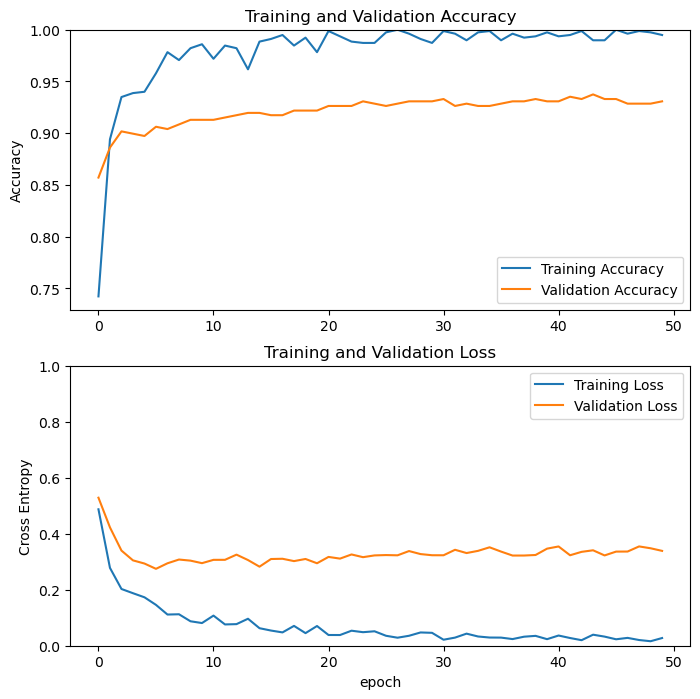 Training and Validation Accuracy
Accuracy
1.00
0.95
0.90
0.85
0.80
0.75
Training Accuracy
Validation Accuracy
0 10 20 30 40 50
Training and Validation Loss
Cross Entropy
1.0
0.8
0.6
0.4
0.2
0.0
Training Loss
Validation Loss
0 10 20 30 40 50
epoch